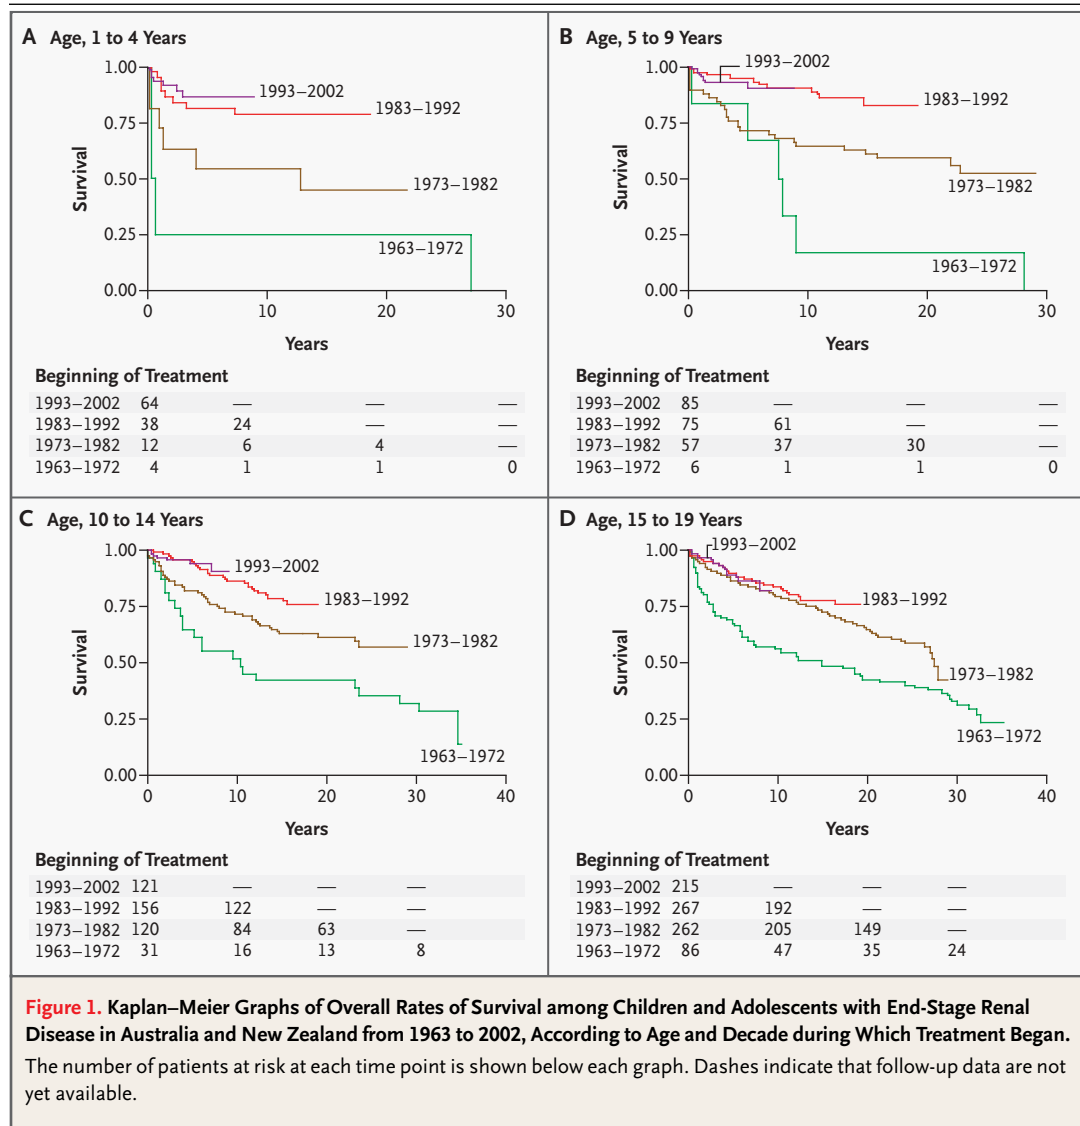 A Age, 1 to 4 Years
1.00
0.75
0.50
0.25
0.00
Survival
1993–2002
1983–1992
1973–1982
1963–1972
0 10 20 30
Years
Beginning of Treatment
1993–2002 64 — — —
1983–1992 38 24 — —
1973–1982 12 6 4 —
1963–1972 4 1 1 0
B Age, 5 to 9 Years
1.00
0.75
0.50
0.25
0.00
Survival
1993–2002
1983–1992
1973–1982
1963–1972
0 10 20 30
Years
Beginning of Treatment
1993–2002 85 — — —
1983–1992 75 61 — —
1973–1982 57 37 30 —
1963–1972 6 1 1 0
C Age, 10 to 14 Years
1.00
0.75
0.50
0.25
0.00
Survival
1993–2002
1983–1992
1973–1982
1963–1972
0 10 20 30 40
Years
Beginning of Treatment
1993–2002 121 — — —
1983–1992 156 122 — —
1973–1982 120 84 63 —
1963–1972 31 16 13 8
D Age, 15 to 19 Years
1.00
0.75
0.50
0.25
0.00
Survival
1993–2002
1983–1992
1973–1982
1963–1972
0 10 20 30 40
Years
Beginning of Treatment
1993–2002 215 — — —
1983–1992 267 192 — —
1973–1982 262 205 149 —
1963–1972 86 47 35 24
Figure 1. Kaplan–Meier Graphs of Overall Rates of Survival among Children and Adolescents with End-Stage Renal
Disease in Australia and New Zealand from 1963 to 2002, According to Age and Decade during Which Treatment Began.
The number of patients at risk at each time point is shown below each graph. Dashes indicate that follow-up data are not
yet available.